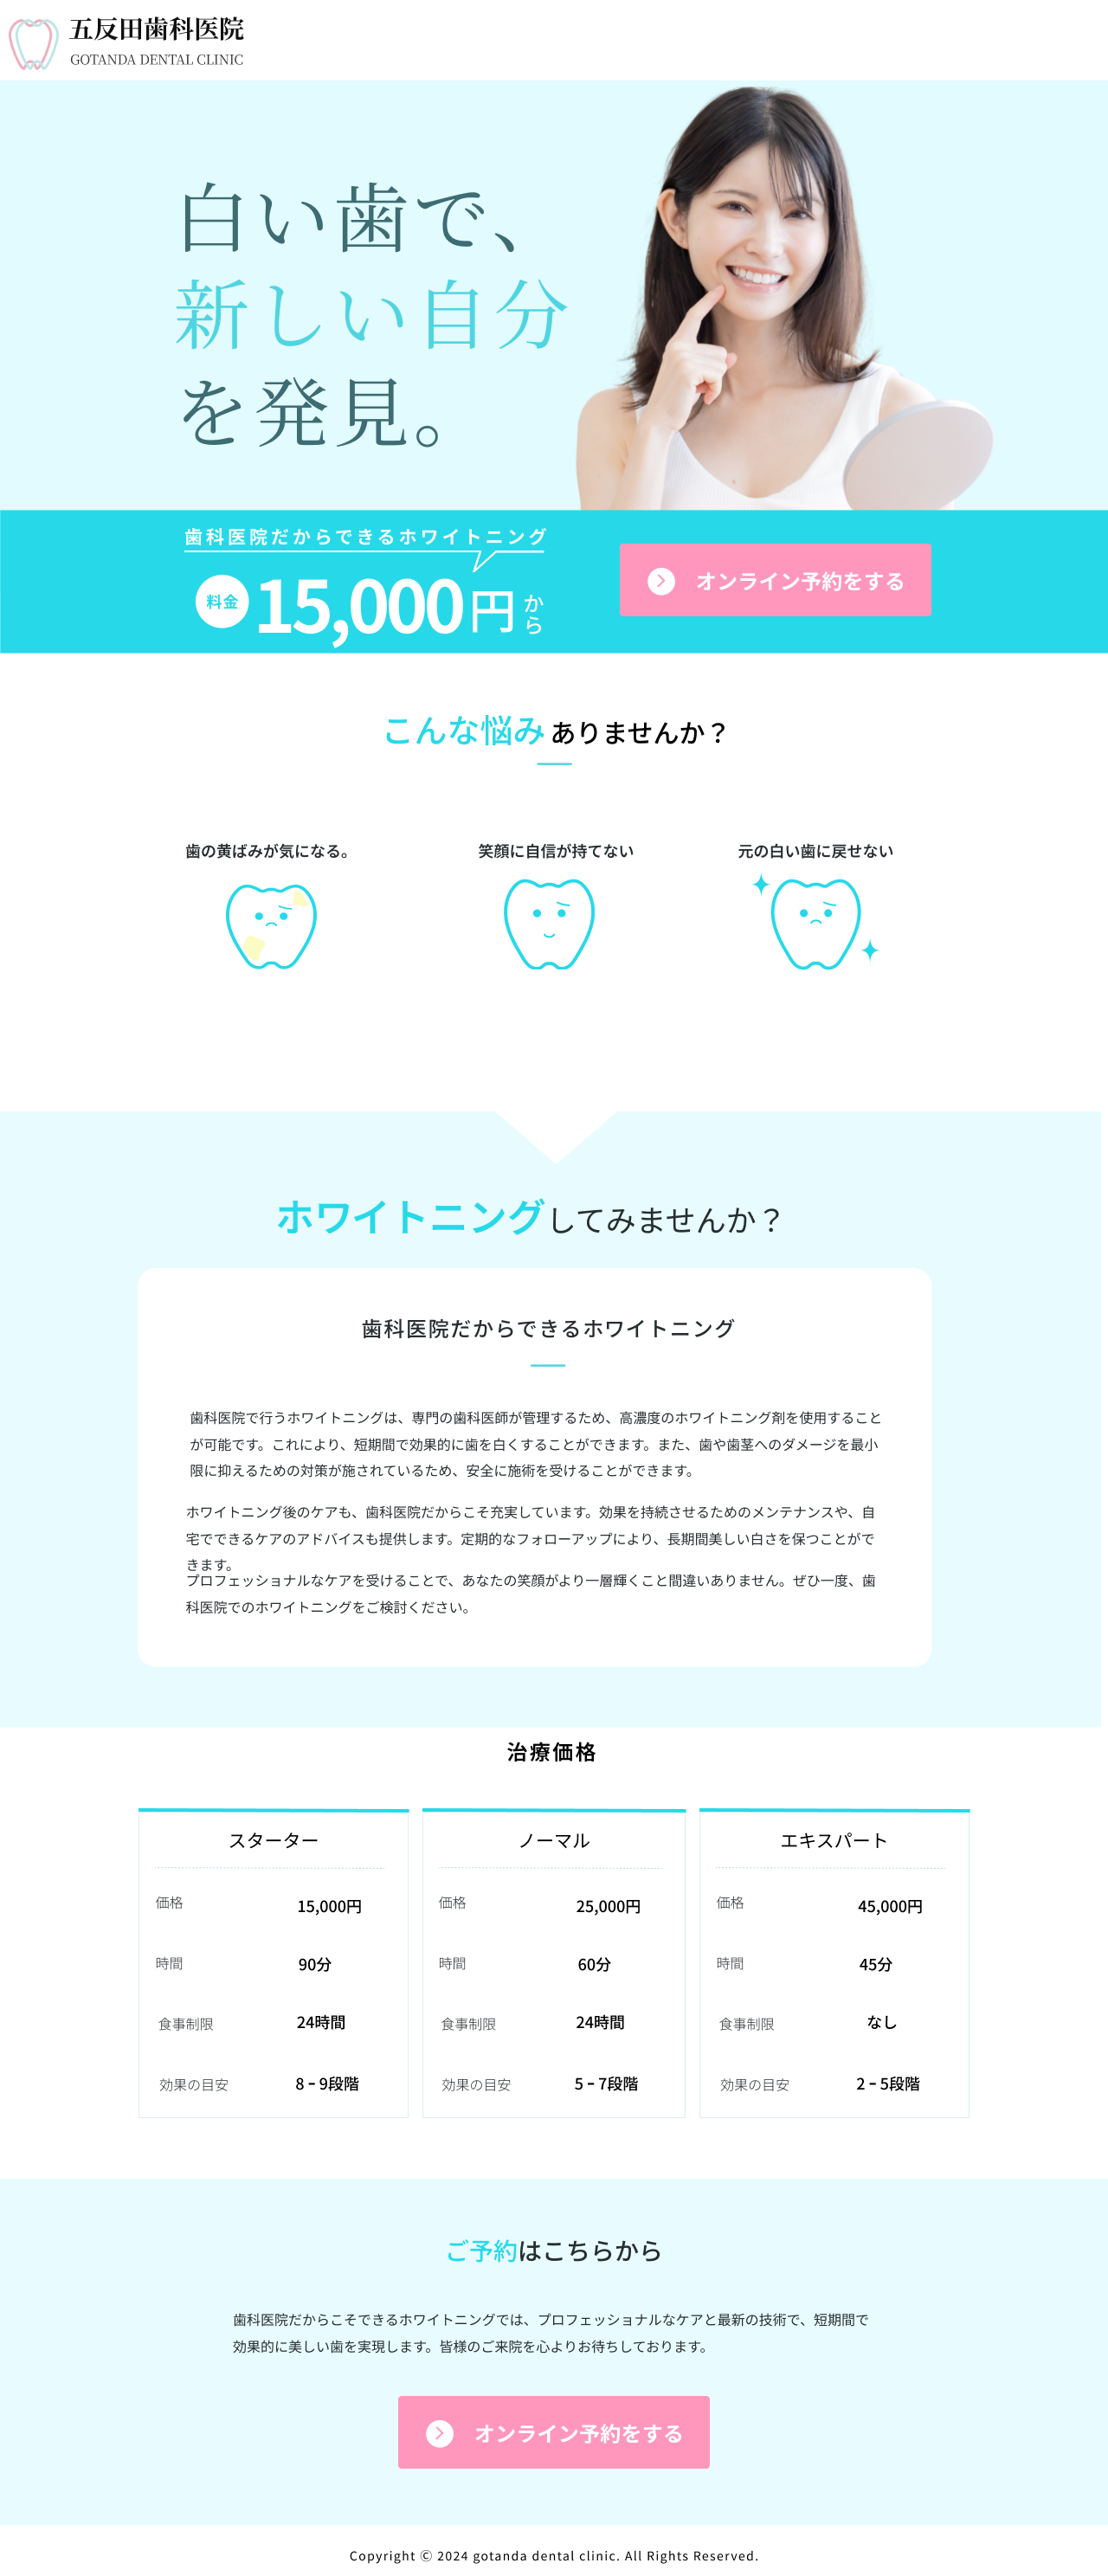 五反田歯科医院
GOTANDA DENTAL CLINIC
白い歯で、
新しい自分
を発見。
歯科医院だからできるホワイトニング
料金 15,000円から
オンライン予約をする
こんな悩みありませんか？
歯の黄ばみが気になる。
笑顔に自信が持てない
元の白い歯に戻せない
ホワイトニングしてみませんか？
歯科医院だからできるホワイトニング
歯科医院で行うホワイトニングは、専門の歯科医師が管理するため、高濃度のホワイトニング剤を使用すること
が可能です。これにより、短期間で効果的に歯を白くすることができます。また、歯や歯茎へのダメージを最小
限に抑えるための対策が施されているため、安全に施術を受けることができます。
ホワイトニング後のケアも、歯科医院だからこそ充実しています。効果を持続させるためのメンテナンスや、自
宅でできるケアのアドバイスも提供します。定期的なフォローアップにより、長期間美しい白さを保つことがで
きます。
プロフェッショナルなケアを受けることで、あなたの笑顔がより一層輝くこと間違いありません。ぜひ一度、歯
科医院でのホワイトニングをご検討ください。
治療価格
スターター
価格 15,000円
時間 90分
食事制限 24時間
効果の目安 8 - 9段階
ノーマル
価格 25,000円
時間 60分
食事制限 24時間
効果の目安 5 - 7段階
エキスパート
価格 45,000円
時間 45分
食事制限 なし
効果の目安 2 - 5段階
ご予約はこちらから
歯科医院だからこそできるホワイトニングでは、プロフェッショナルなケアと最新の技術で、短期間で
効果的に美しい歯を実現します。皆様のご来院を心よりお待ちしております。
オンライン予約をする
Copyright Ⓒ 2024 gotanda dental clinic. All Rights Reserved.